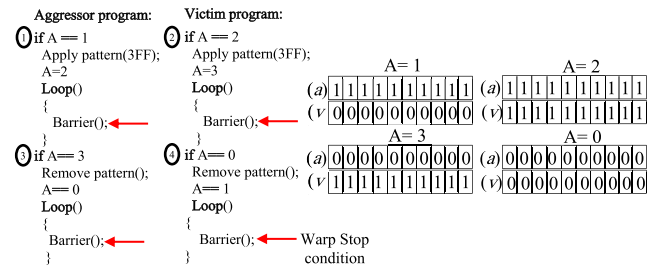 Aggressor program:
1 if A == 1
Apply pattern(3FF);
A=2
Loop()
{
Barrier();
}
3 if A== 3
Remove pattern();
A== 0
Loop()
{
Barrier();
}
Victim program:
2 if A == 2
Apply pattern(3FF);
A=3
Loop()
{
Barrier();
}
4 if A== 0
Remove pattern();
A== 1
Loop()
{
Barrier();
}
Warp Stop
condition
A= 1
(a) 1 1 1 1 1 1 1 1 1 1
(v 0 0 0 0 0 0 0 0 0 0
A= 2
(a) 1 1 1 1 1 1 1 1 1 1
(v) 1 1 1 1 1 1 1 1 1 1
A= 3
(a) 0 0 0 0 0 0 0 0 0 0
(v 1 1 1 1 1 1 1 1 1 1
A= 0
(a) 0 0 0 0 0 0 0 0 0 0
(v) 0 0 0 0 0 0 0 0 0 0